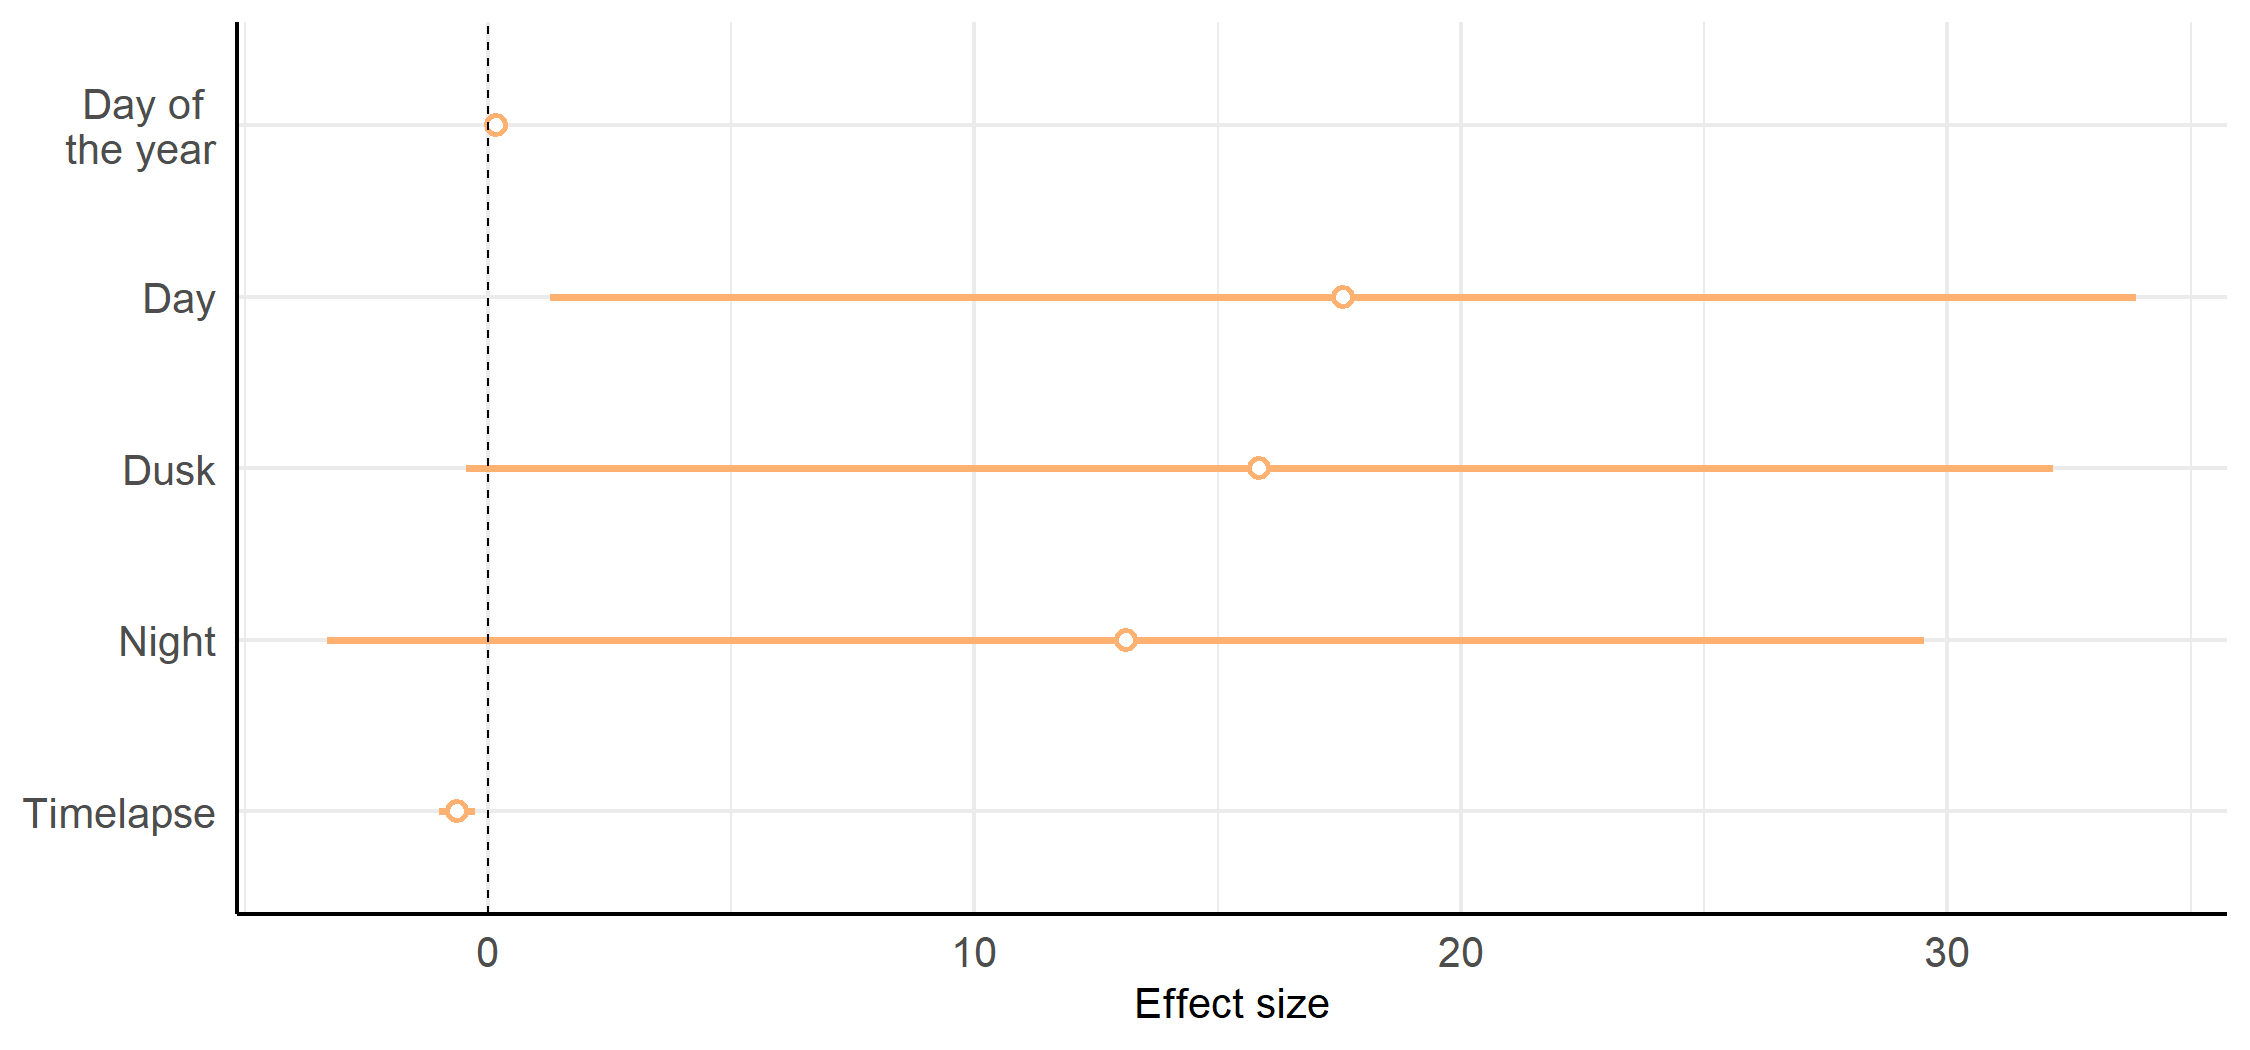 Day of
the year
Day
Dusk
Night
Timelapse
0 10 20 30
Effect size